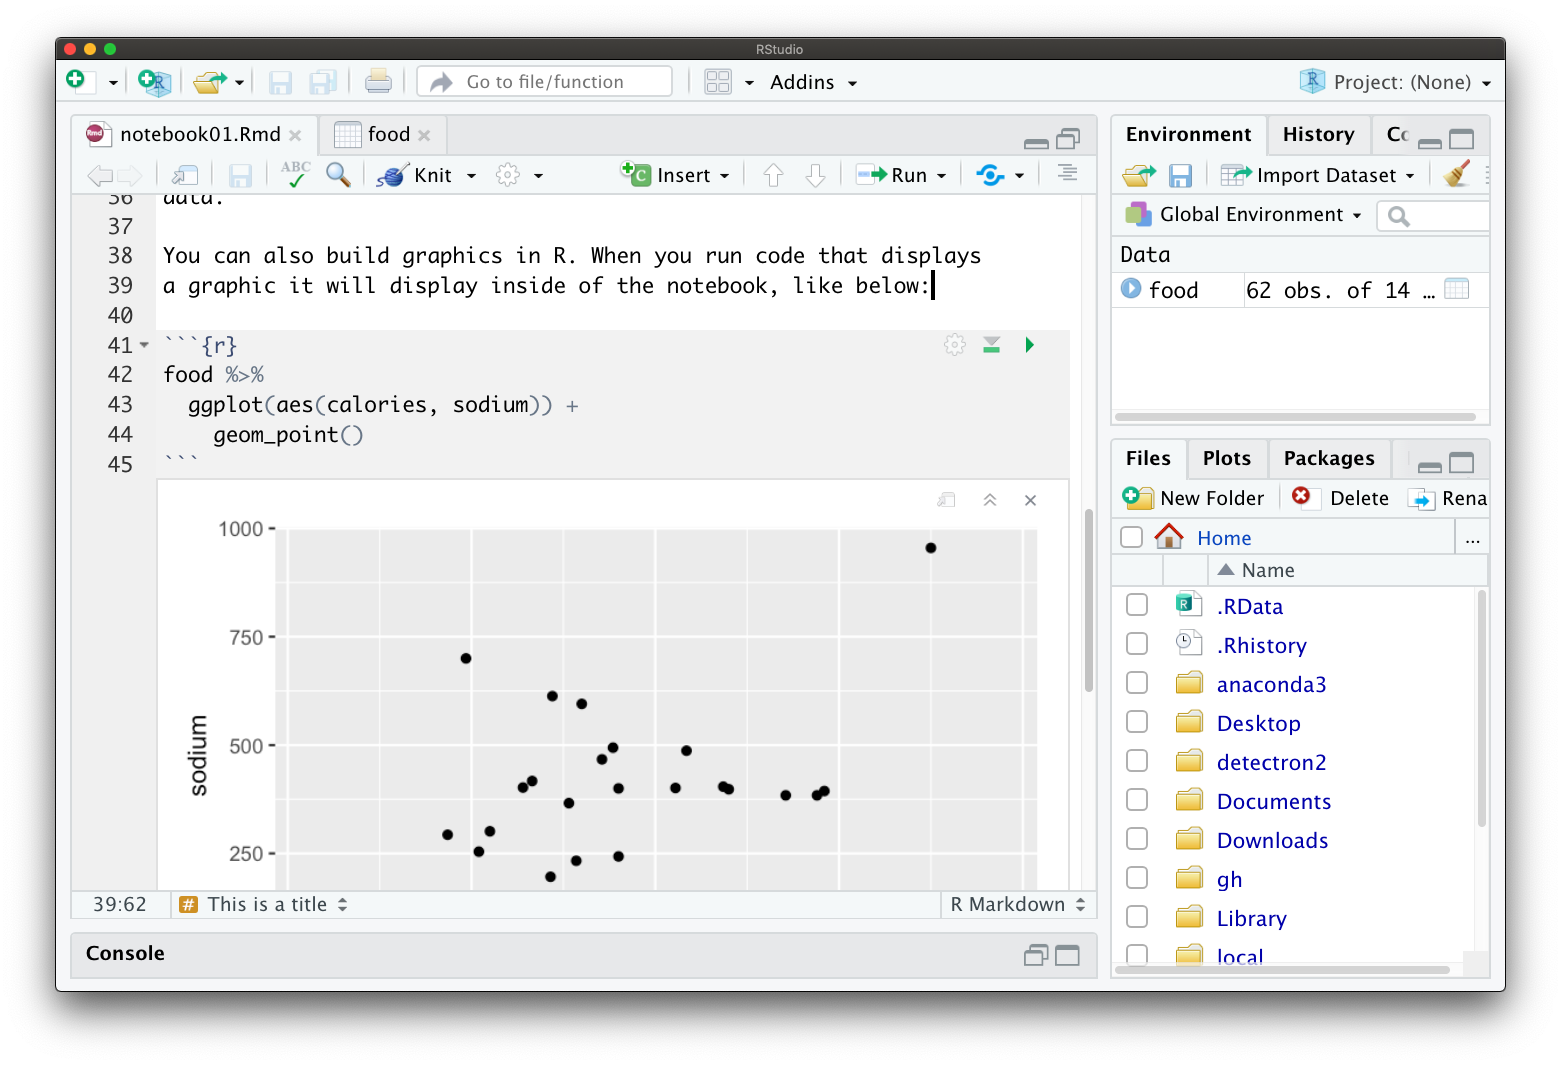 RStudio
Go to file/function
Addins
Project: (None)
notebook01.Rmd
food
ABC
Knit
Insert
Run
36 data.
37
38 You can also build graphics in R. When you run code that displays
39 a graphic it will display inside of the notebook, like below:
40
41 ```{r}
42 food %>%
43 ggplot(aes(calories, sodium)) +
44 geom_point()
45 ```
1000
750
500
250
sodium
39:62
# This is a title
R Markdown
Console
Environment
History
Co
Import Dataset
Global Environment
Data
food 62 obs. of 14 …
Files
Plots
Packages
New Folder
Delete
Rena
Home
...
Name
.RData
.Rhistory
anaconda3
Desktop
detectron2
Documents
Downloads
gh
Library
local